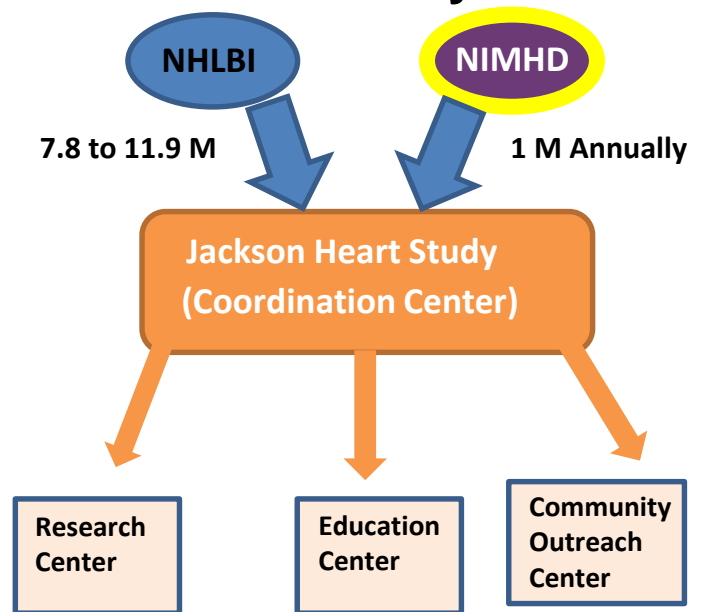 NHLBI
NIMHD
7.8 to 11.9 M
1 M Annually
Jackson Heart Study
(Coordination Center)
Research
Center
Education
Center
Community
Outreach
Center